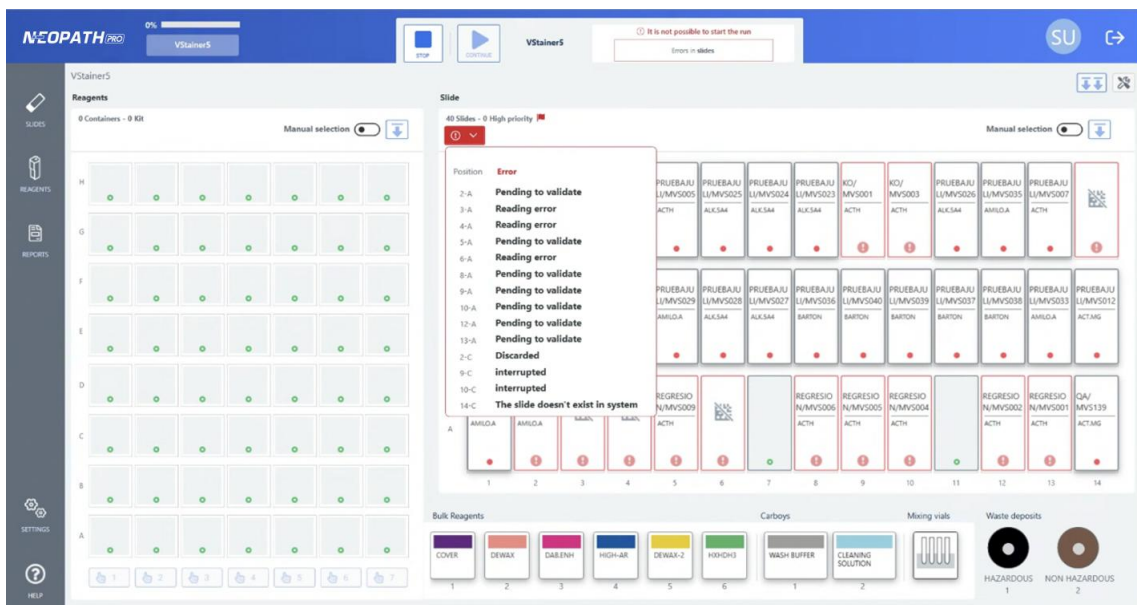 NEOPATH PRO
0%
VStainer5
STOP
CONTINUE
VStainer5
It is not possible to start the run
Errors in slides
SU
SLIDES
REAGENTS
REPORTS
SETTINGS
HELP
VStainer5
Reagents
0 Containers - 0 Kit
Manual selection
H
G
F
E
D
C
B
A
1
2
3
4
5
6
7
Slide
40 Slides - 0 High priority
Manual selection
Position Error
2-A Pending to validate
3-A Reading error
4-A Reading error
5-A Pending to validate
6-A Reading error
8-A Pending to validate
9-A Pending to validate
10-A Pending to validate
12-A Pending to validate
13-A Pending to validate
2-C Discarded
9-C interrupted
10-C interrupted
14-C The slide doesn't exist in system
PRUEBAJU PRUEBAJU PRUEBAJU PRUEBAJU KO/ KO/ PRUEBAJU PRUEBAJU PRUEBAJU
LI/MVS005 LI/MVS025 LI/MVS024 LI/MVS023 MVS001 MVS003 LI/MVS026 LI/MVS035 LI/MVS007
ACTH ALK.5A4 ALK.5A4 ALK.5A4 ACTH ACTH ALK.5A4 AMILO.A ACTH
PRUEBAJU PRUEBAJU PRUEBAJU PRUEBAJU PRUEBAJU PRUEBAJU PRUEBAJU PRUEBAJU PRUEBAJU PRUEBAJU
LI/MVS029 LI/MVS028 LI/MVS027 LI/MVS036 LI/MVS040 LI/MVS039 LI/MVS037 LI/MVS038 LI/MVS033 LI/MVS012
AMILO.A ALK.5A4 ALK.5A4 BARTON BARTON BARTON BARTON BARTON AMILO.A ACT.MG
REGRESIO REGRESIO REGRESIO REGRESIO REGRESIO REGRESIO QA/
N/MVS009 N/MVS006 N/MVS005 N/MVS004 N/MVS002 N/MVS001 MVS139
A AMILO.A AMILO.A ACTH ACTH ACTH ACTH ACTH ACTH ACT.MG
1 2 3 4 5 6 7 8 9 10 11 12 13 14
Bulk Reagents
COVER DEWAX DAB.ENH HIGH-AR DEWAX-2 HXHDH3
1 2 3 4 5 6
Carboys
WASH BUFFER
CLEANING
SOLUTION
1 2
Mixing vials
Waste deposits
HAZARDOUS NON HAZARDOUS
1 2